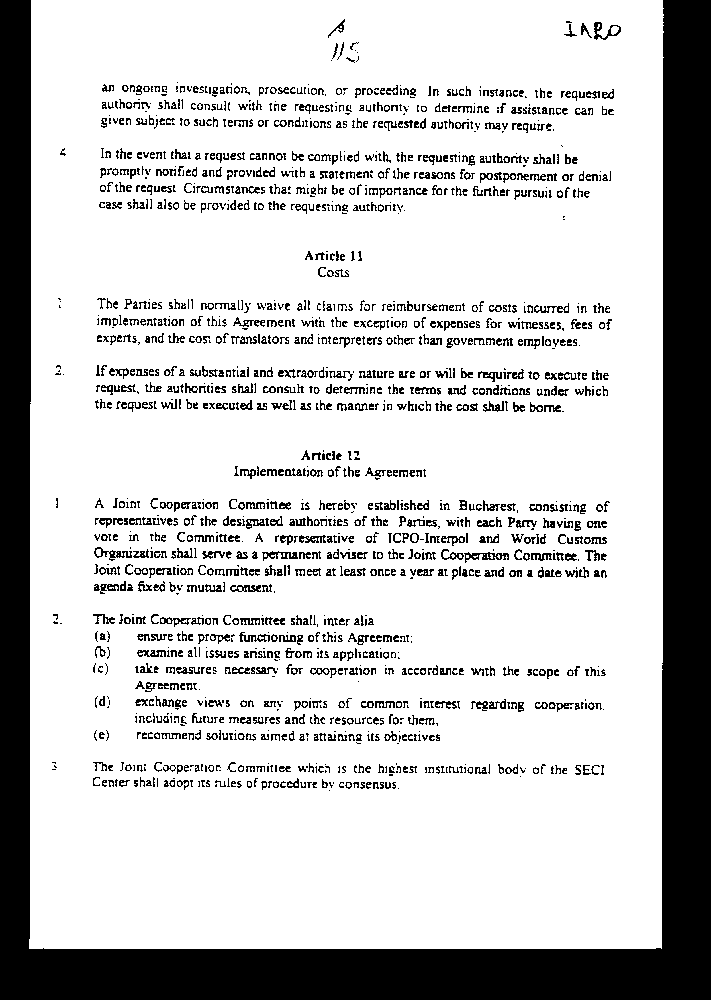 115
an ongoing investigation, prosecution, or proceeding. In such instance, the requested
authority shall consult with the requesting authority to determine if assistance can be
given subject to such terms or conditions as the requested authority may require.
4. In the event that a request cannot be complied with, the requesting authority shall be
promptly notified and provided with a statement of the reasons for postponement or denial
of the request. Circumstances that might be of importance for the further pursuit of the
case shall also be provided to the requesting authority.
Article 11
Costs
1. The Parties shall normally waive all claims for reimbursement of costs incurred in the
implementation of this Agreement with the exception of expenses for witnesses, fees of
experts, and the cost of translators and interpreters other than government employees.
2. If expenses of a substantial and extraordinary nature are or will be required to execute the
request, the authorities shall consult to determine the terms and conditions under which
the request will be executed as well as the manner in which the cost shall be borne.
Article 12
Implementation of the Agreement
1. A Joint Cooperation Committee is hereby established in Bucharest, consisting of
representatives of the designated authorities of the Parties, with each Party having one
vote in the Committee. A representative of ICPO-Interpol and World Customs
Organization shall serve as a permanent adviser to the Joint Cooperation Committee. The
Joint Cooperation Committee shall meet at least once a year at place and on a date with an
agenda fixed by mutual consent.
2. The Joint Cooperation Committee shall, inter alia:
(a) ensure the proper functioning of this Agreement;
(b) examine all issues arising from its application;
(c) take measures necessary for cooperation in accordance with the scope of this
Agreement;
(d) exchange views on any points of common interest regarding cooperation,
including future measures and the resources for them,
(e) recommend solutions aimed at attaining its objectives
3 The Joint Cooperation Committee which is the highest institutional body of the SECI
Center shall adopt its rules of procedure by consensus.